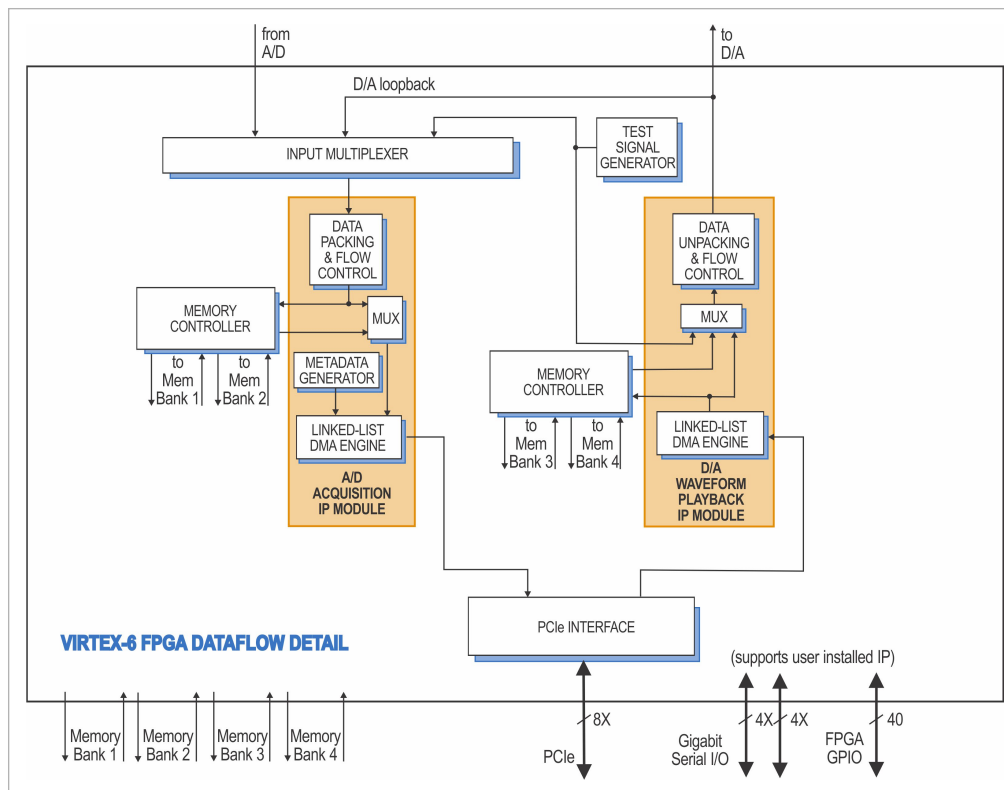 from
A/D
to
D/A
D/A loopback
INPUT MULTIPLEXER
TEST
SIGNAL
GENERATOR
DATA
PACKING
& FLOW
CONTROL
DATA
UNPACKING
& FLOW
CONTROL
MEMORY
CONTROLLER
MUX
MUX
to
Mem
Bank 1
to
Mem
Bank 2
METADATA
GENERATOR
MEMORY
CONTROLLER
LINKED-LIST
DMA ENGINE
to
Mem
Bank 3
to
Mem
Bank 4
LINKED-LIST
DMA ENGINE
A/D
ACQUISITION
IP MODULE
D/A
WAVEFORM
PLAYBACK
IP MODULE
PCIe INTERFACE
VIRTEX-6 FPGA DATAFLOW DETAIL
(supports user installed IP)
Memory
Bank 1
Memory
Bank 2
Memory
Bank 3
Memory
Bank 4
8X
PCIe
4X
4X
Gigabit
Serial I/O
40
FPGA
GPIO